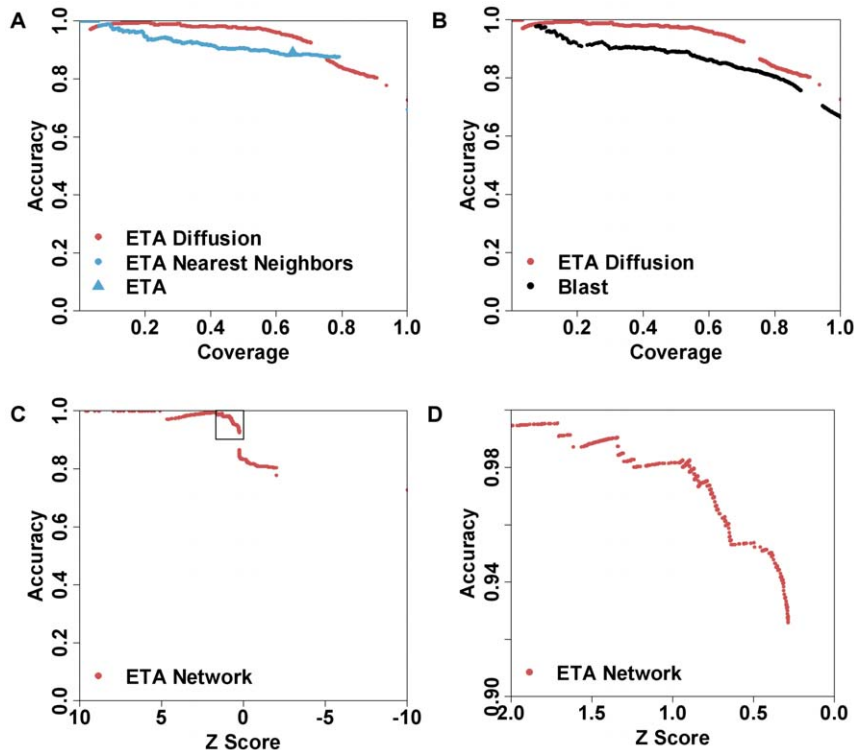 A
1.0
0.8
0.6
0.4
0.2
0.0
Accuracy
ETA Diffusion
ETA Nearest Neighbors
ETA
0.2 0.4 0.6 0.8 1.0
Coverage
B
1.0
0.8
0.6
0.4
0.2
0.0
Accuracy
ETA Diffusion
Blast
0.2 0.4 0.6 0.8 1.0
Coverage
C
1.0
0.8
0.6
0.4
0.2
0.0
Accuracy
ETA Network
10 5 0 -5 -10
Z Score
D
0.98
0.94
0.90
Accuracy
ETA Network
2.0 1.5 1.0 0.5 0.0
Z Score